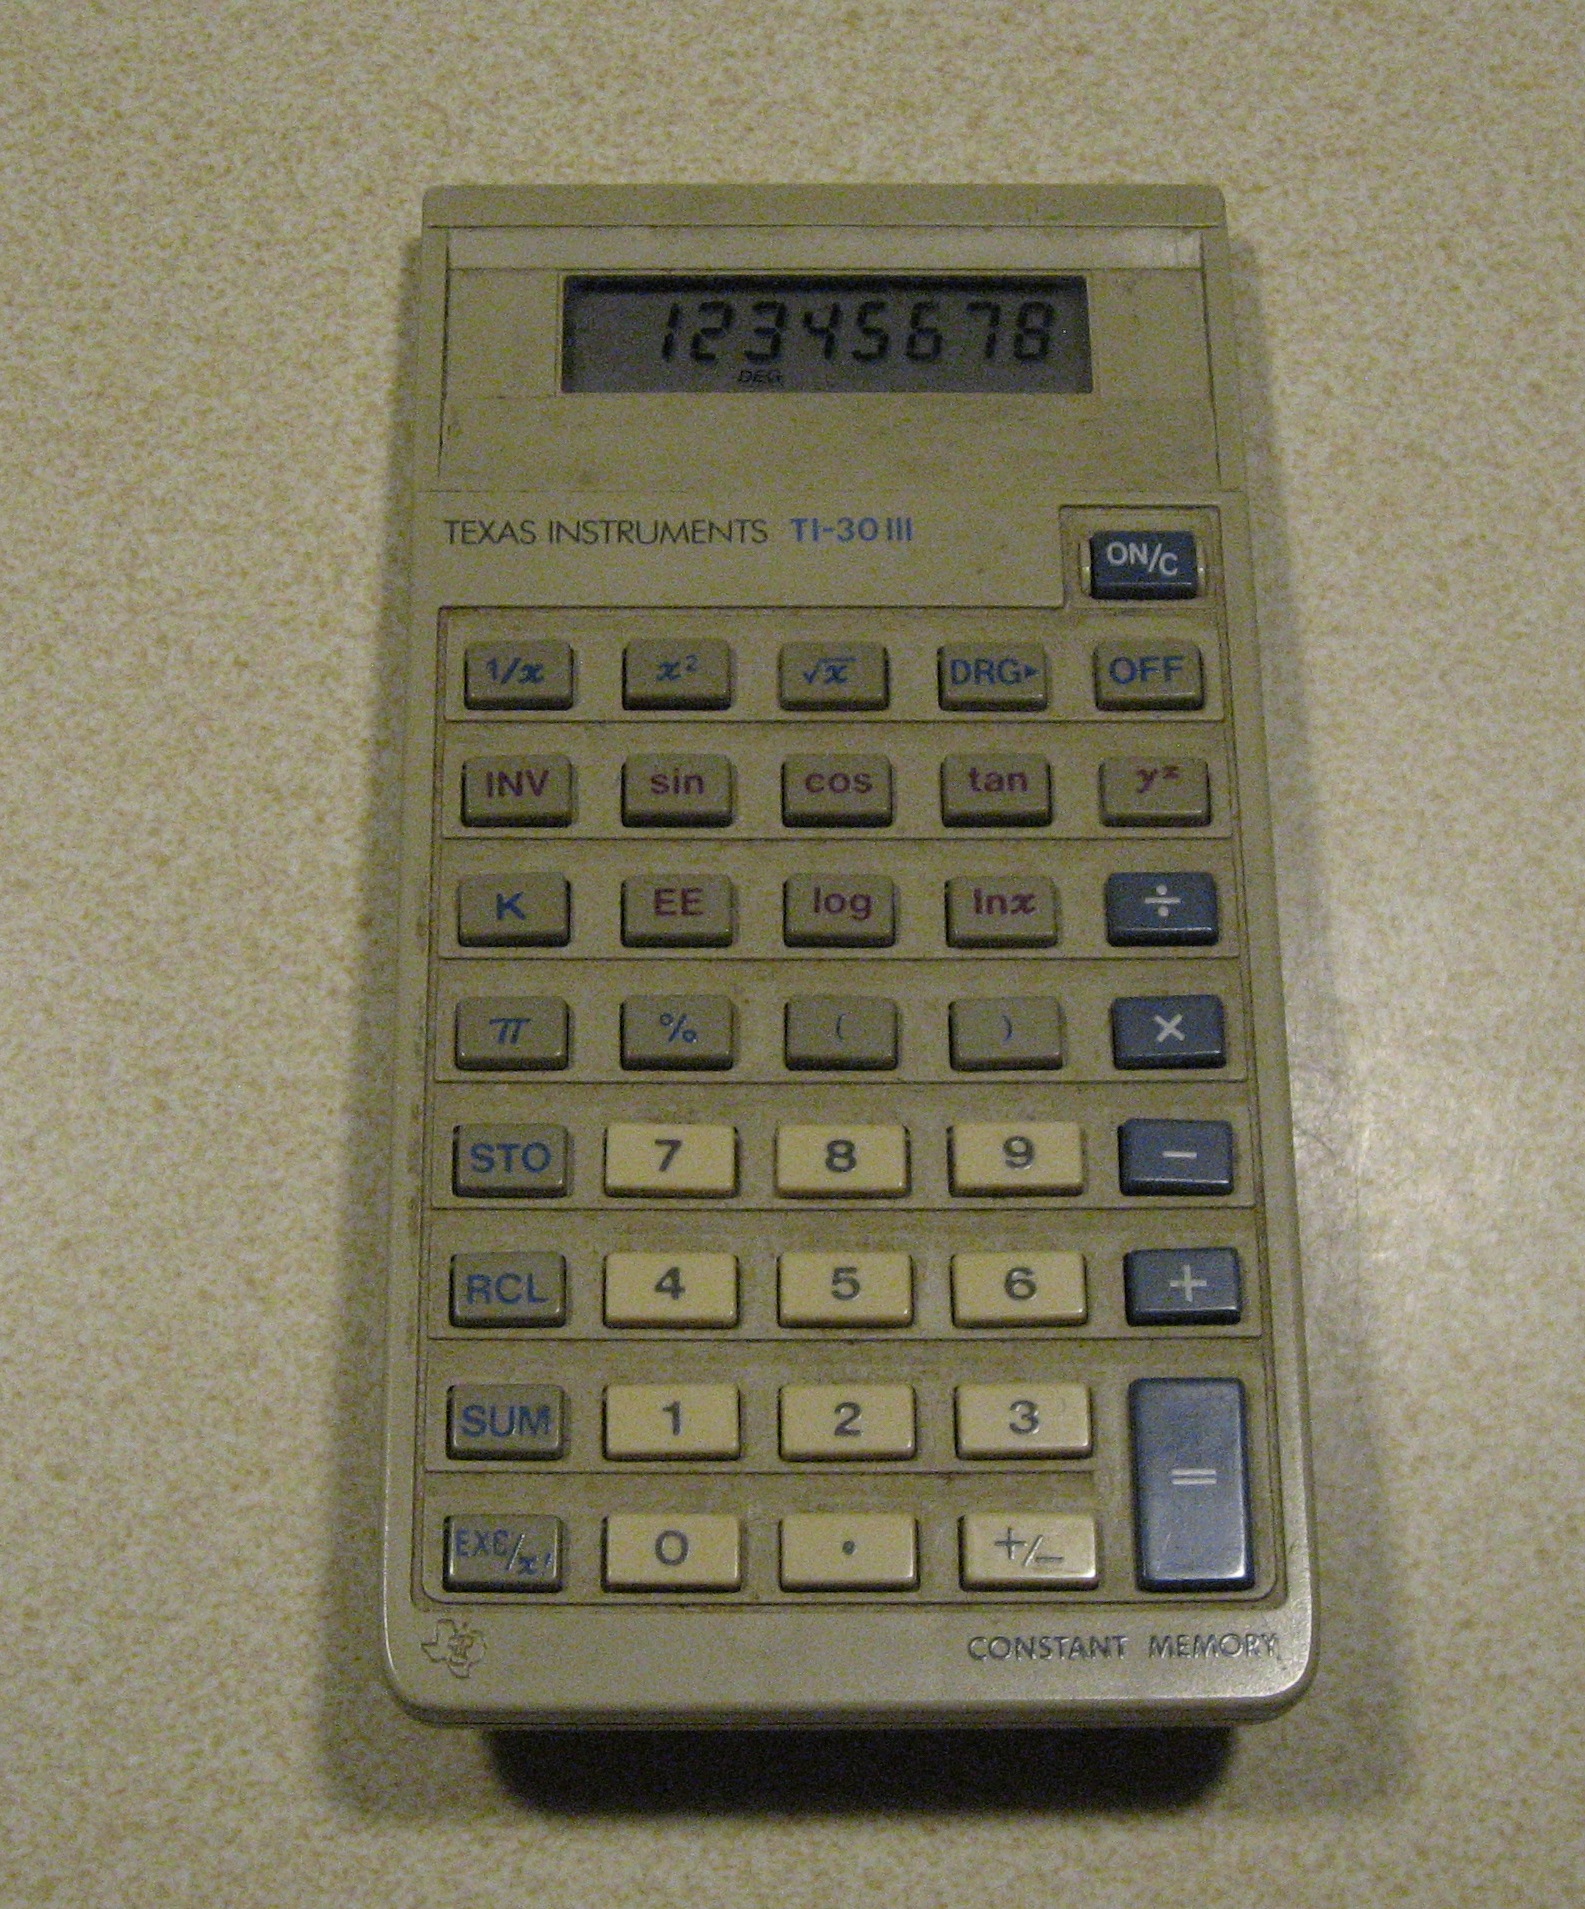 12345678
DEG
TEXAS INSTRUMENTS TI-30 III
ON/C
1/x x² √x DRG▸ OFF
INV sin cos tan yˣ
K EE log lnx ÷
π % ( ) ×
STO 7 8 9 −
RCL 4 5 6 +
SUM 1 2 3 =
EXC/x! 0 . +/−
CONSTANT MEMORY